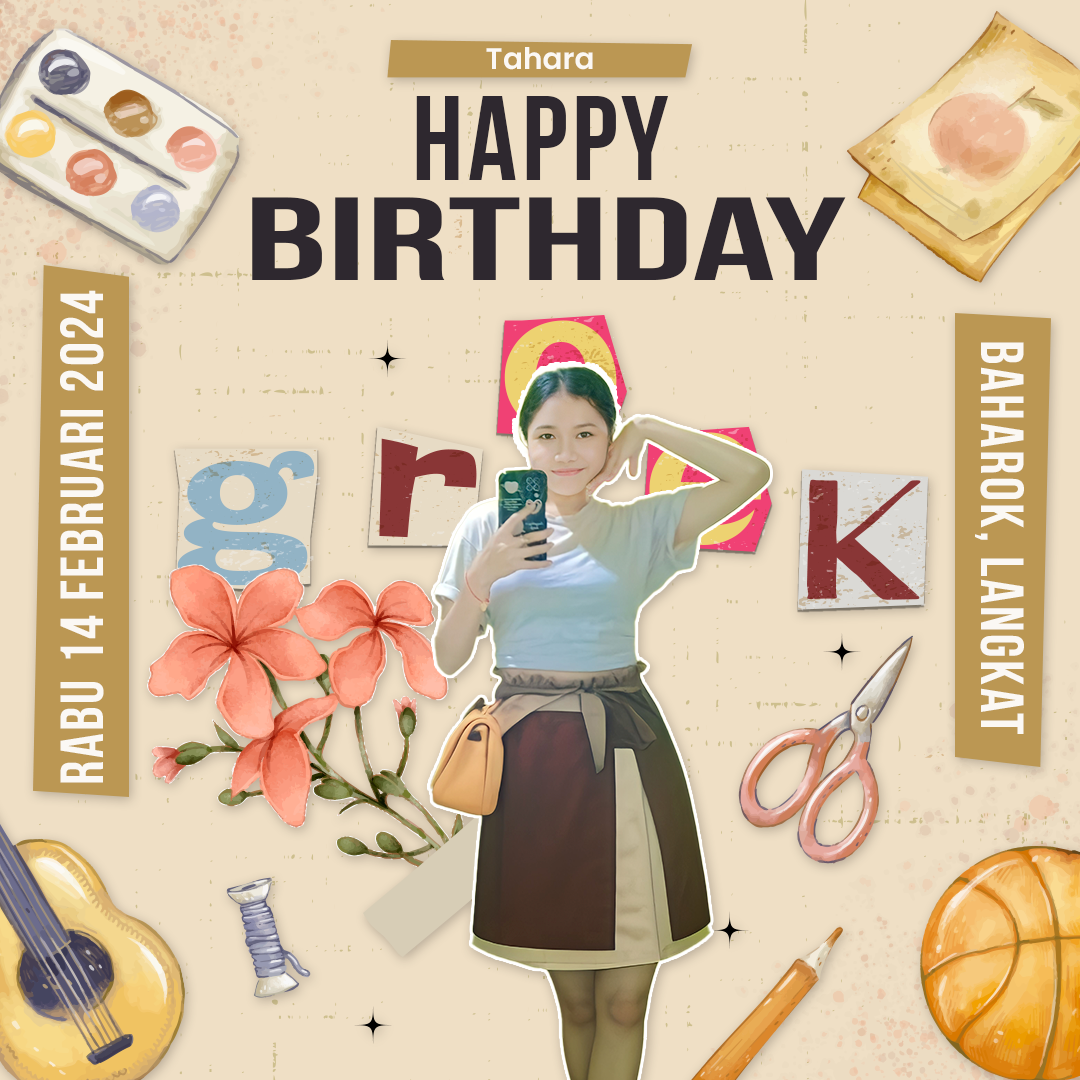 Tahara
HAPPY
BIRTHDAY
RABU 14 FEBRUARI 2024
BAHAROK, LANGKAT
g r K